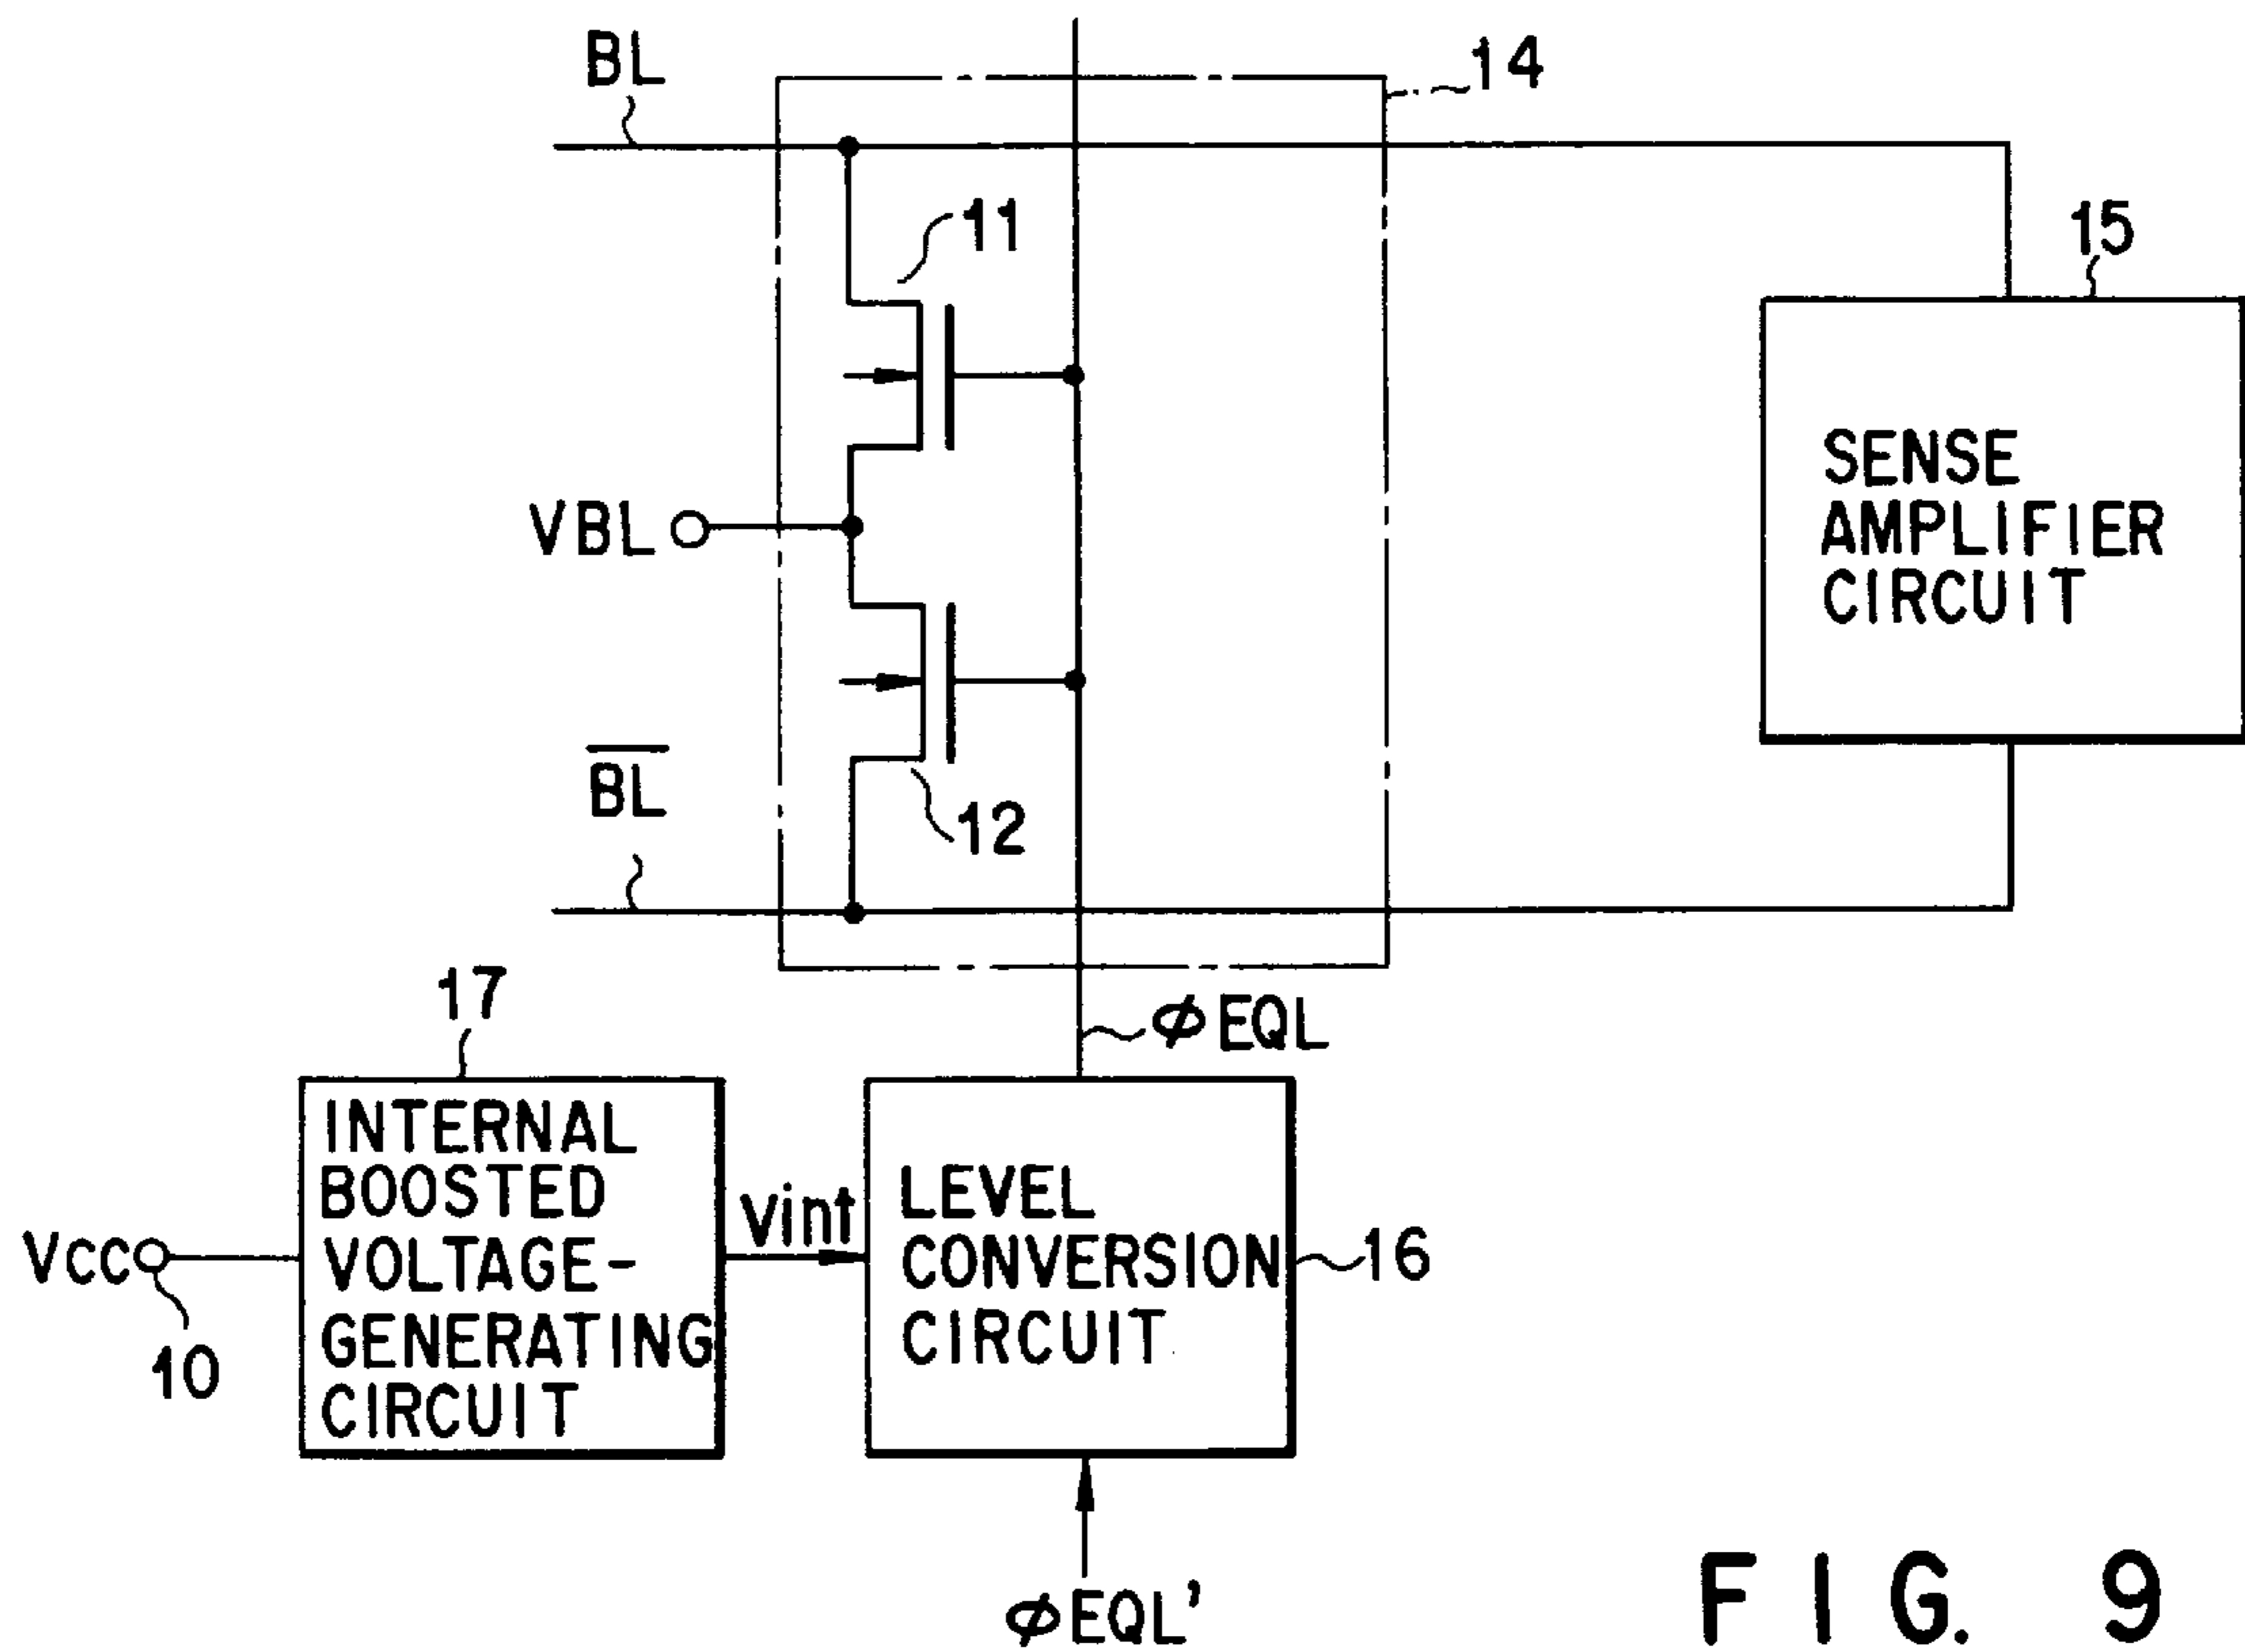 BL
14
11
15
VBL
SENSE
AMPLIFIER
CIRCUIT
B̅L̅
12
17
φEQL
INTERNAL
BOOSTED
VOLTAGE-
GENERATING
CIRCUIT
Vint
LEVEL
CONVERSION
CIRCUIT
16
Vcc
10
φEQL'
FIG. 9